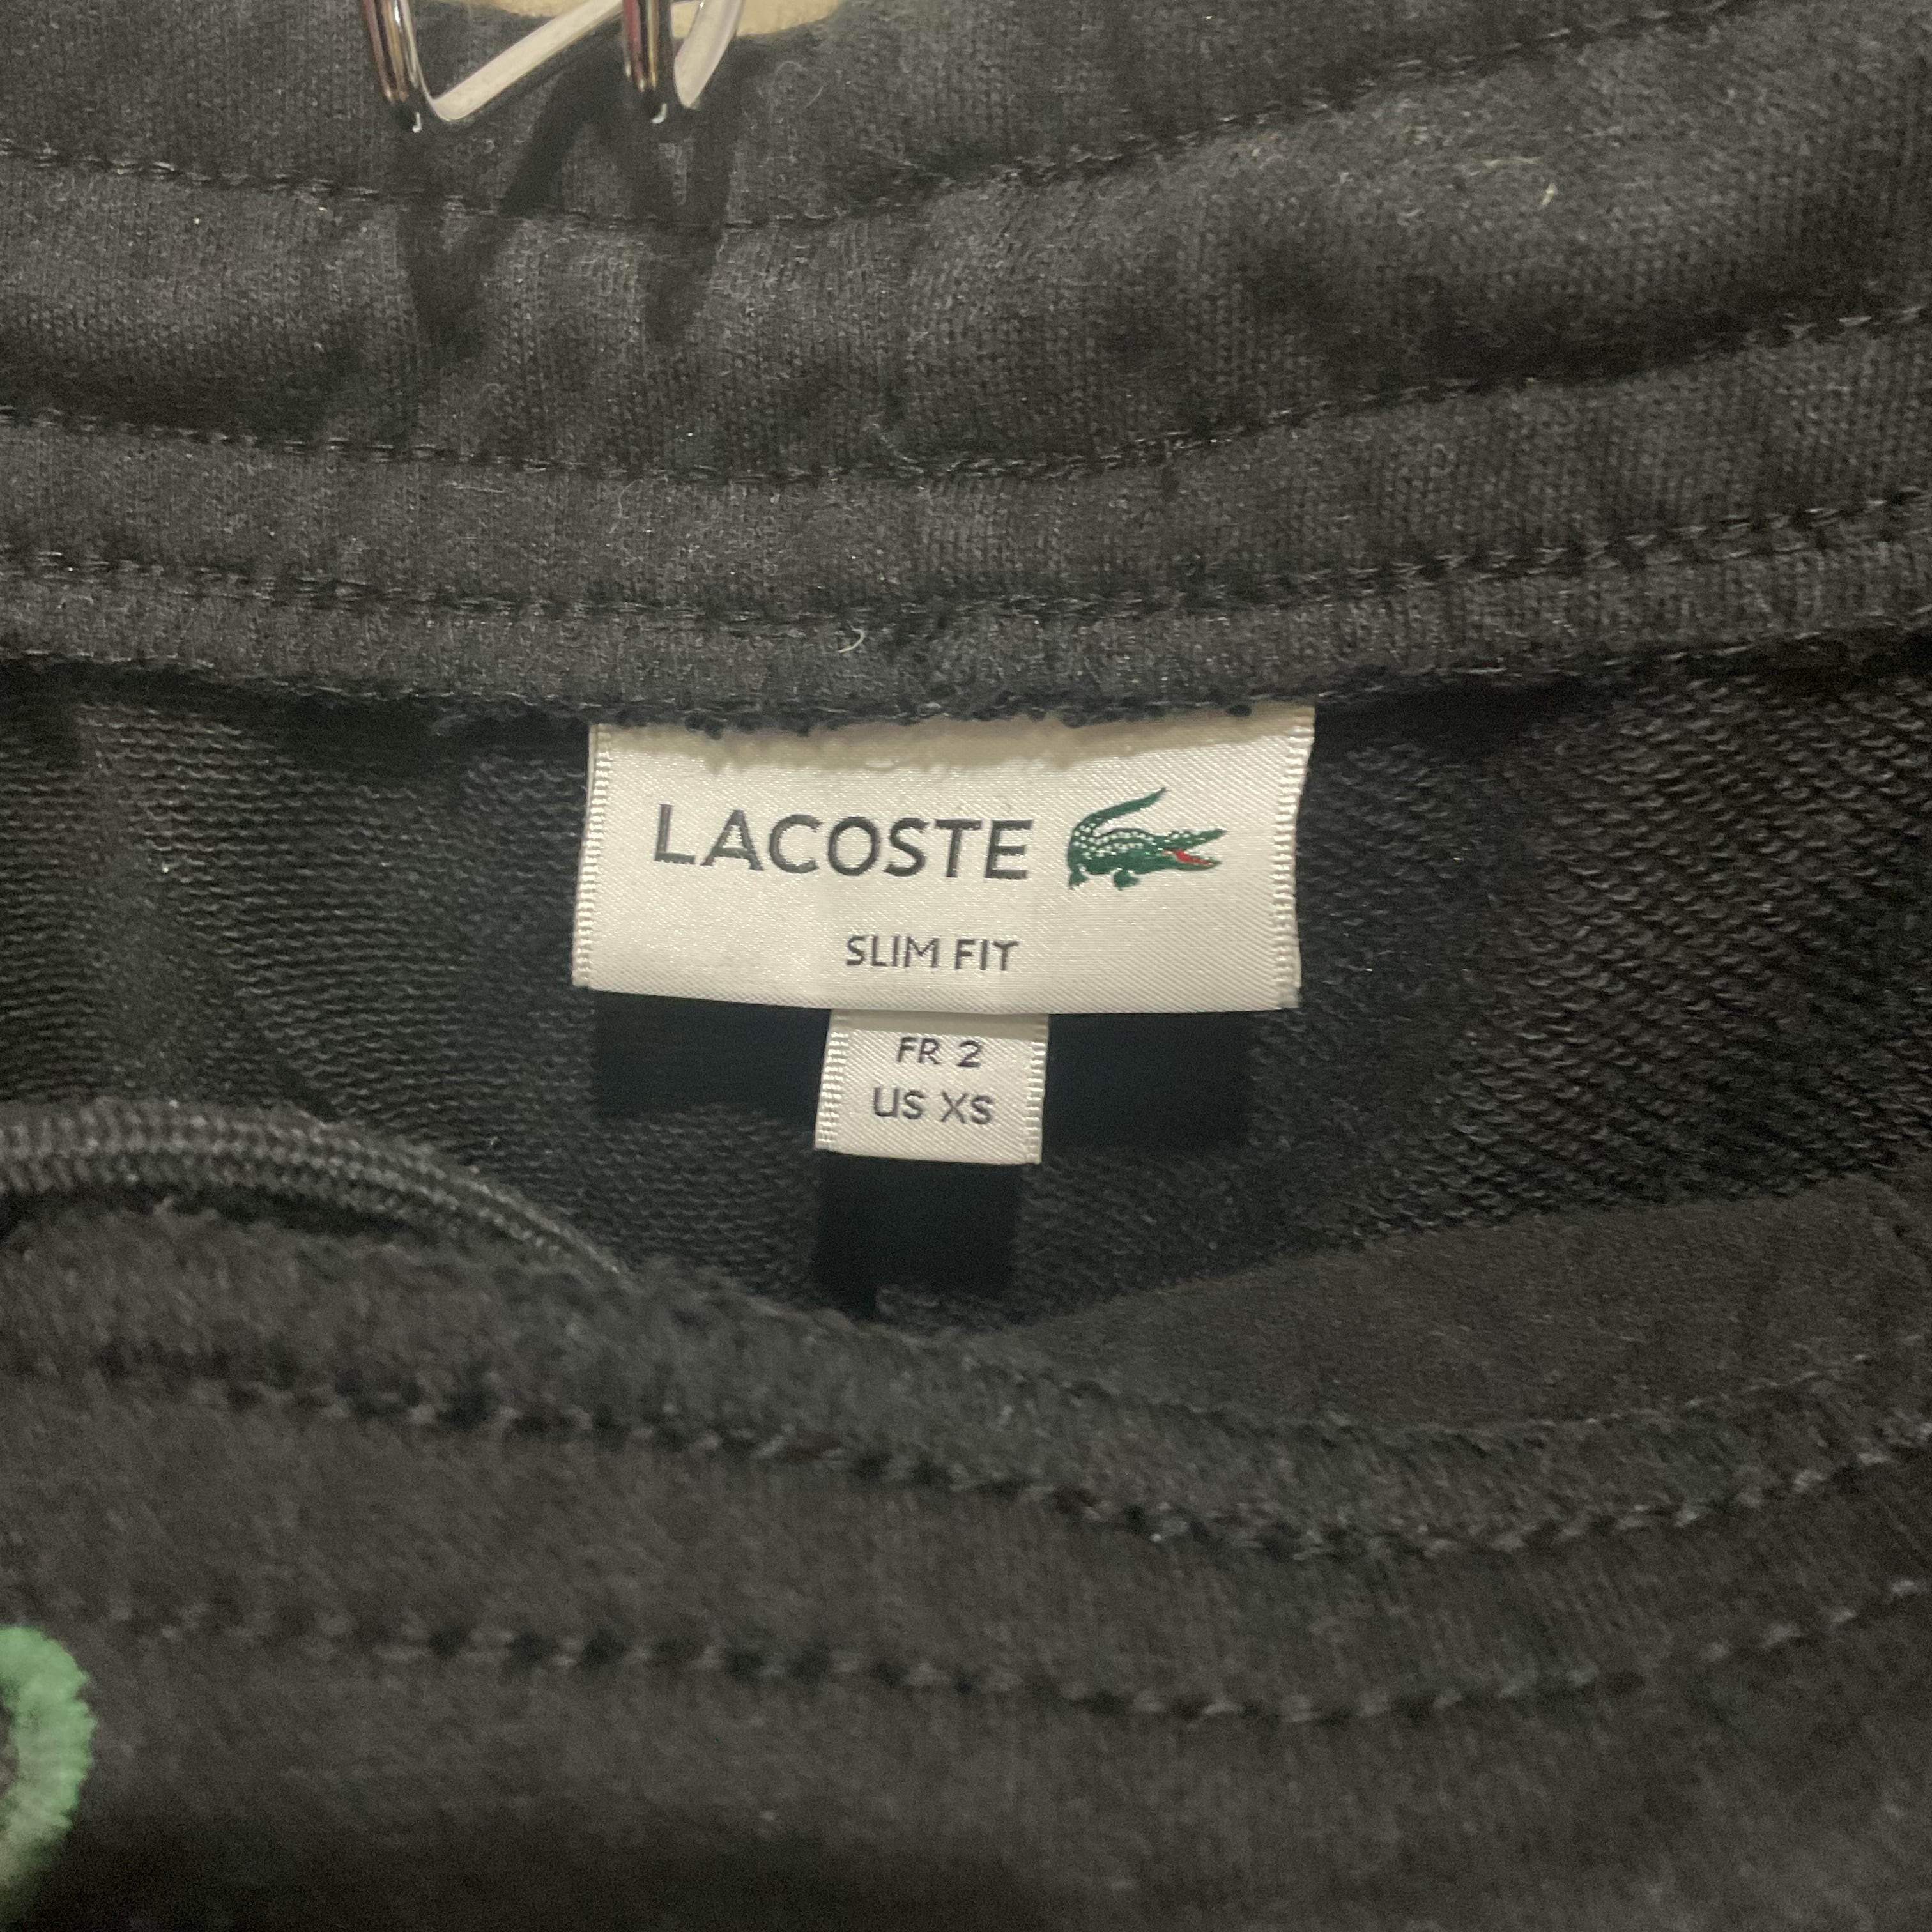 LACOSTE
SLIM FIT
FR 2
US XS